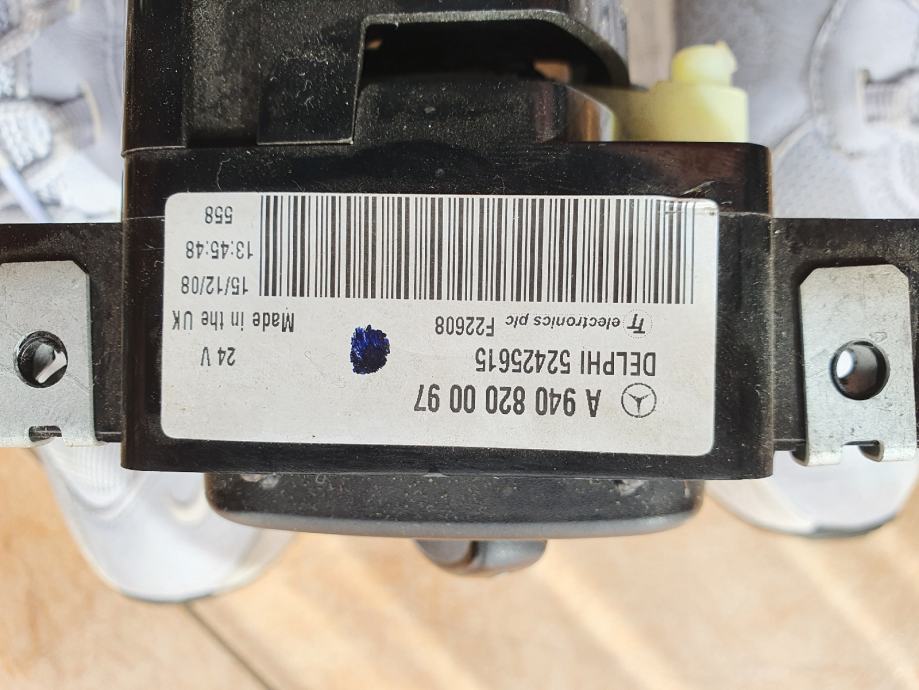 A 940 820 00 97
DELPHI 52425615 24 V
TT electronics plc F22608 Made in the UK
15/12/08
13:45:48
558